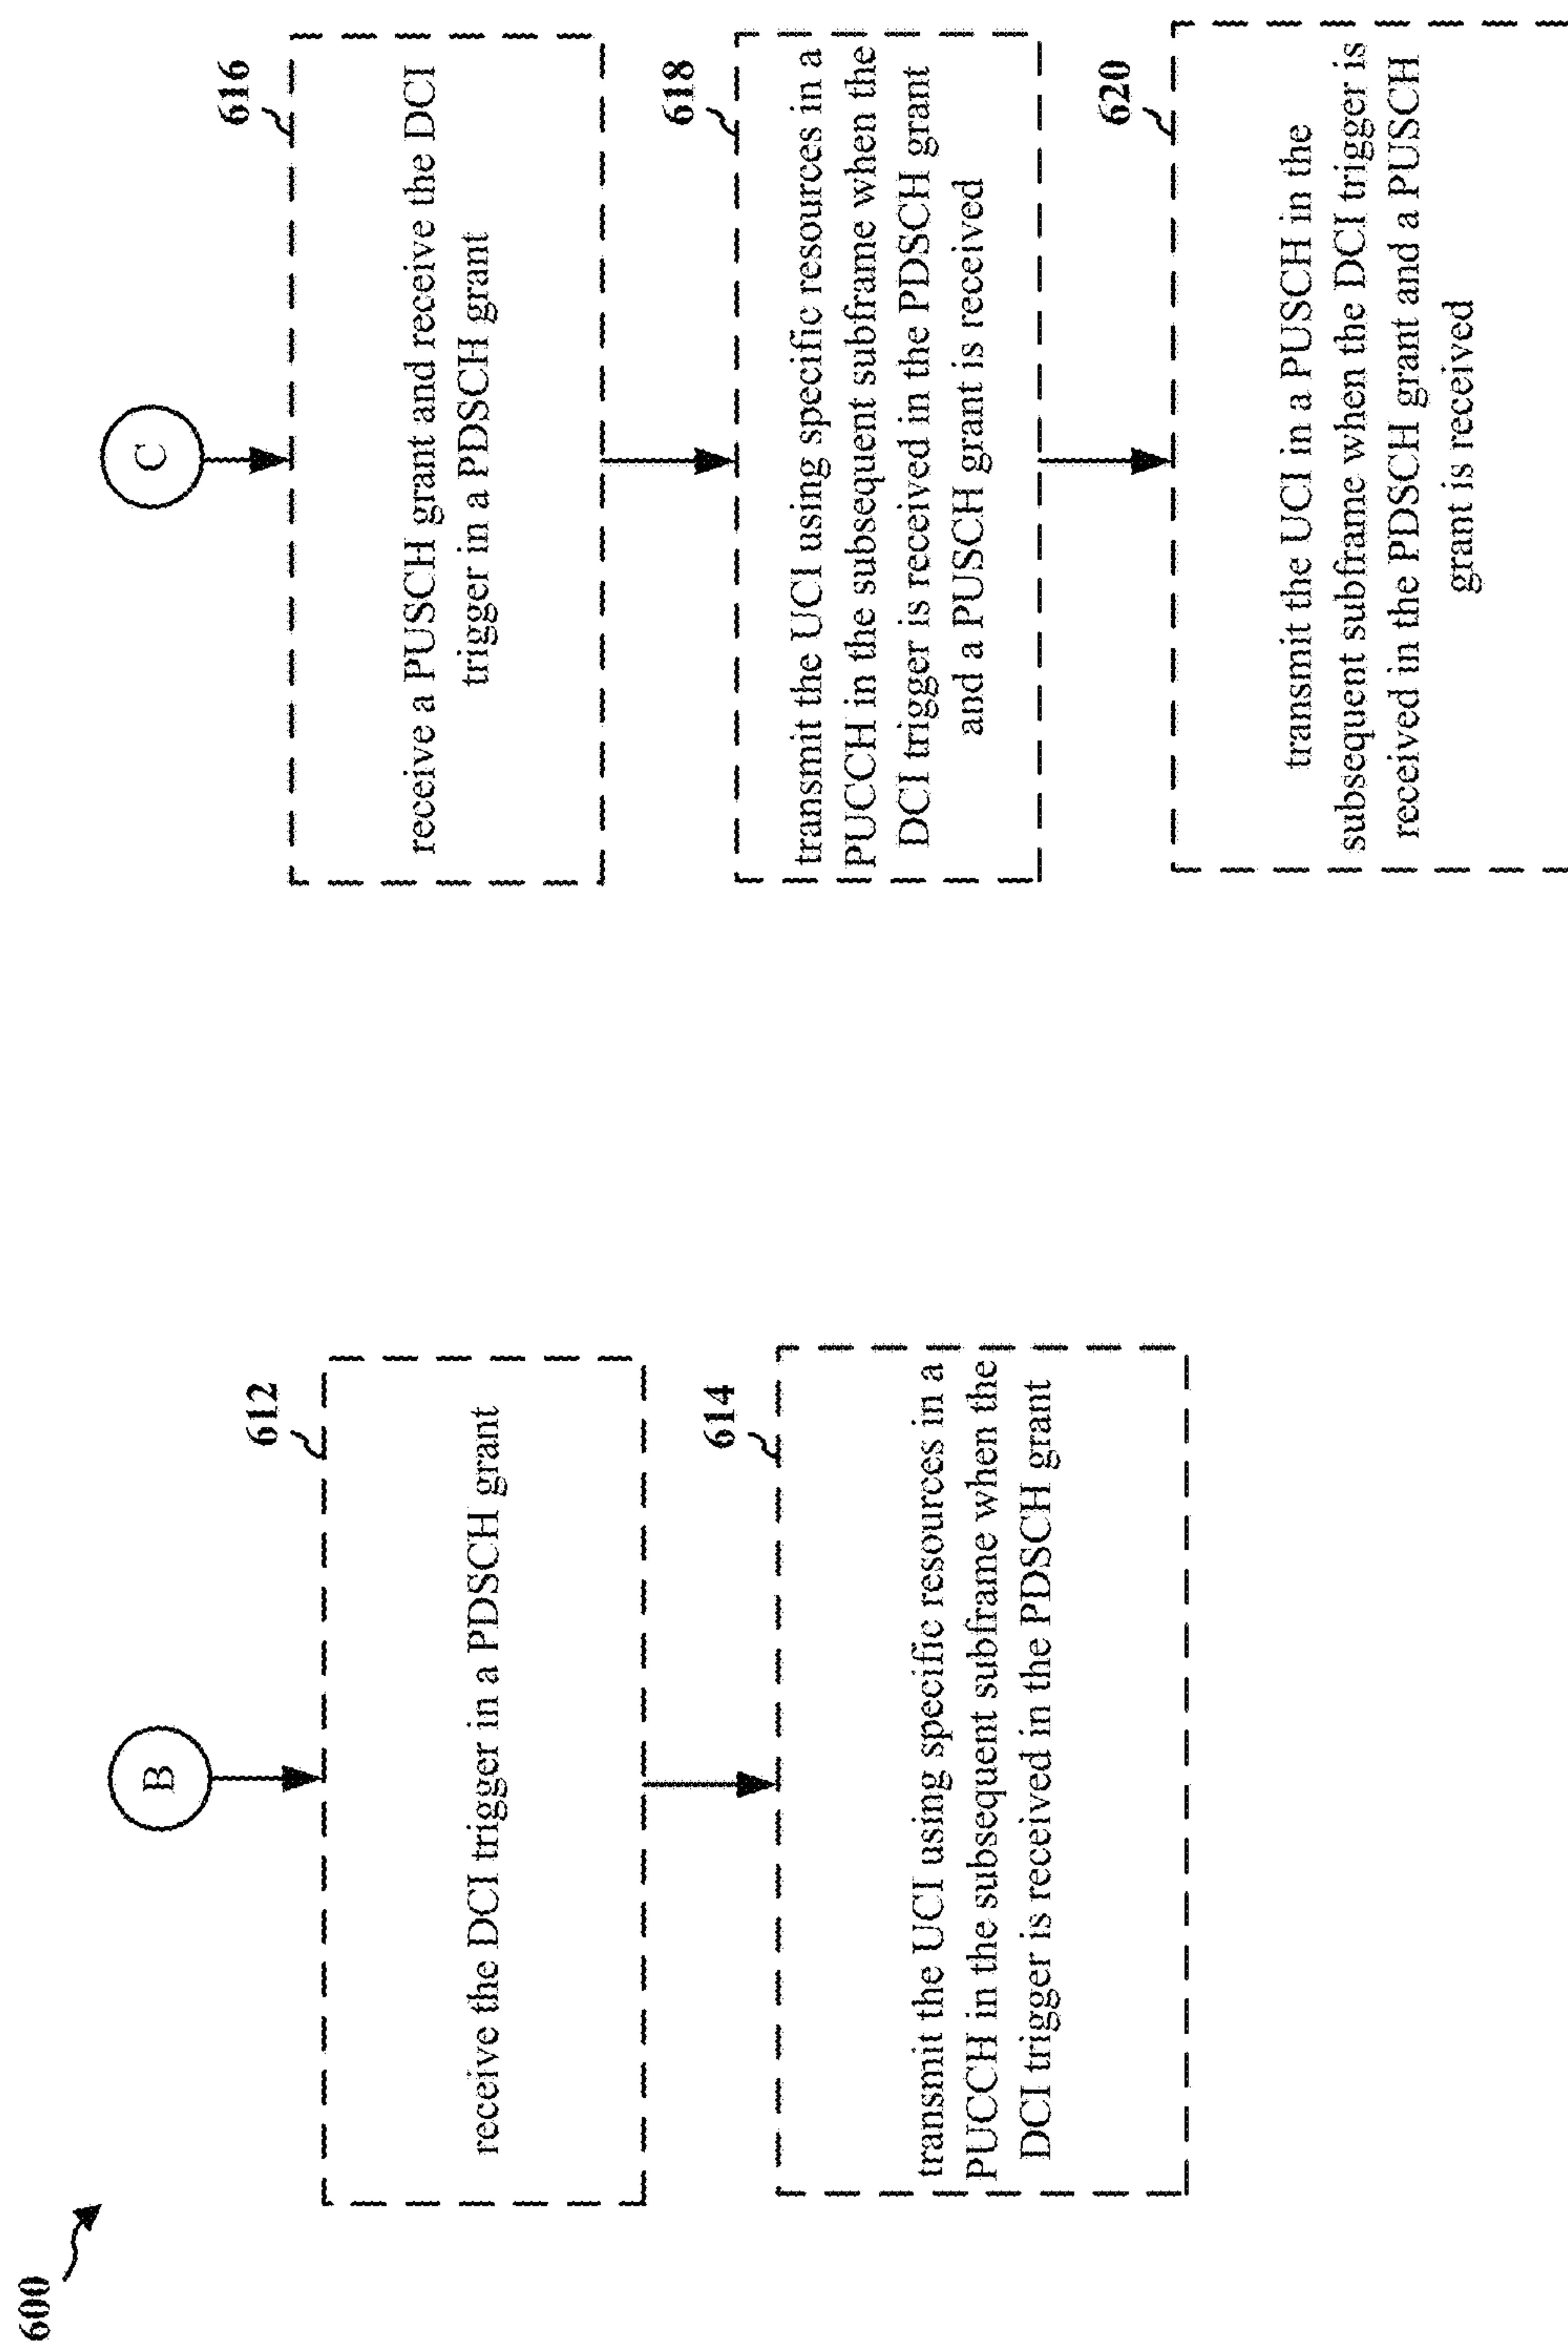 600
B
612
receive the DCI trigger in a PDSCH grant
614
transmit the UCI using specific resources in a
PUCCH in the subsequent subframe when the
DCI trigger is received in the PDSCH grant
C
616
receive a PUSCH grant and receive the DCI
trigger in a PDSCH grant
618
transmit the UCI using specific resources in a
PUCCH in the subsequent subframe when the
DCI trigger is received in the PDSCH grant
and a PUSCH grant is received
620
transmit the UCI in a PUSCH in the
subsequent subframe when the DCI trigger is
received in the PDSCH grant and a PUSCH
grant is received